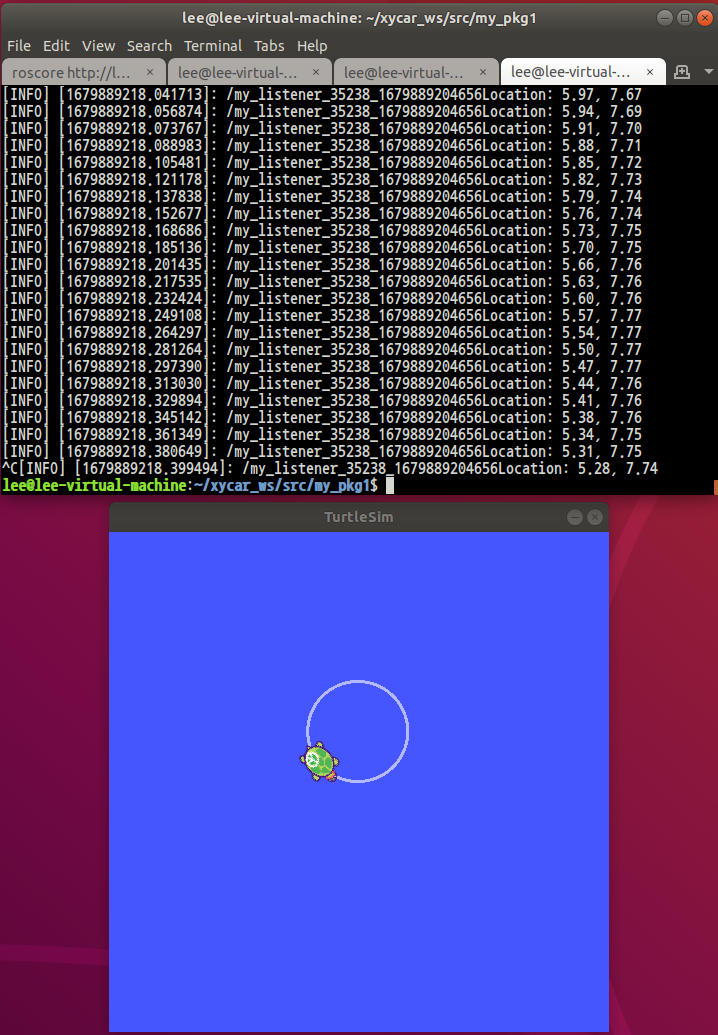 lee@lee-virtual-machine: ~/xycar_ws/src/my_pkg1
File Edit View Search Terminal Tabs Help
roscore http://l... × lee@lee-virtual-... × lee@lee-virtual-... × lee@lee-virtual-... ×
[INFO] [1679889218.041713]: /my_listener_35238_1679889204656Location: 5.97, 7.67
[INFO] [1679889218.056874]: /my_listener_35238_1679889204656Location: 5.94, 7.69
[INFO] [1679889218.073767]: /my_listener_35238_1679889204656Location: 5.91, 7.70
[INFO] [1679889218.088983]: /my_listener_35238_1679889204656Location: 5.88, 7.71
[INFO] [1679889218.105481]: /my_listener_35238_1679889204656Location: 5.85, 7.72
[INFO] [1679889218.121178]: /my_listener_35238_1679889204656Location: 5.82, 7.73
[INFO] [1679889218.137838]: /my_listener_35238_1679889204656Location: 5.79, 7.74
[INFO] [1679889218.152677]: /my_listener_35238_1679889204656Location: 5.76, 7.74
[INFO] [1679889218.168686]: /my_listener_35238_1679889204656Location: 5.73, 7.75
[INFO] [1679889218.185136]: /my_listener_35238_1679889204656Location: 5.70, 7.75
[INFO] [1679889218.201435]: /my_listener_35238_1679889204656Location: 5.66, 7.76
[INFO] [1679889218.217535]: /my_listener_35238_1679889204656Location: 5.63, 7.76
[INFO] [1679889218.232424]: /my_listener_35238_1679889204656Location: 5.60, 7.76
[INFO] [1679889218.249108]: /my_listener_35238_1679889204656Location: 5.57, 7.77
[INFO] [1679889218.264297]: /my_listener_35238_1679889204656Location: 5.54, 7.77
[INFO] [1679889218.281264]: /my_listener_35238_1679889204656Location: 5.50, 7.77
[INFO] [1679889218.297390]: /my_listener_35238_1679889204656Location: 5.47, 7.77
[INFO] [1679889218.313030]: /my_listener_35238_1679889204656Location: 5.44, 7.76
[INFO] [1679889218.329894]: /my_listener_35238_1679889204656Location: 5.41, 7.76
[INFO] [1679889218.345142]: /my_listener_35238_1679889204656Location: 5.38, 7.76
[INFO] [1679889218.361349]: /my_listener_35238_1679889204656Location: 5.34, 7.75
[INFO] [1679889218.380649]: /my_listener_35238_1679889204656Location: 5.31, 7.75
^C[INFO] [1679889218.399494]: /my_listener_35238_1679889204656Location: 5.28, 7.74
lee@lee-virtual-machine:~/xycar_ws/src/my_pkg1$
TurtleSim